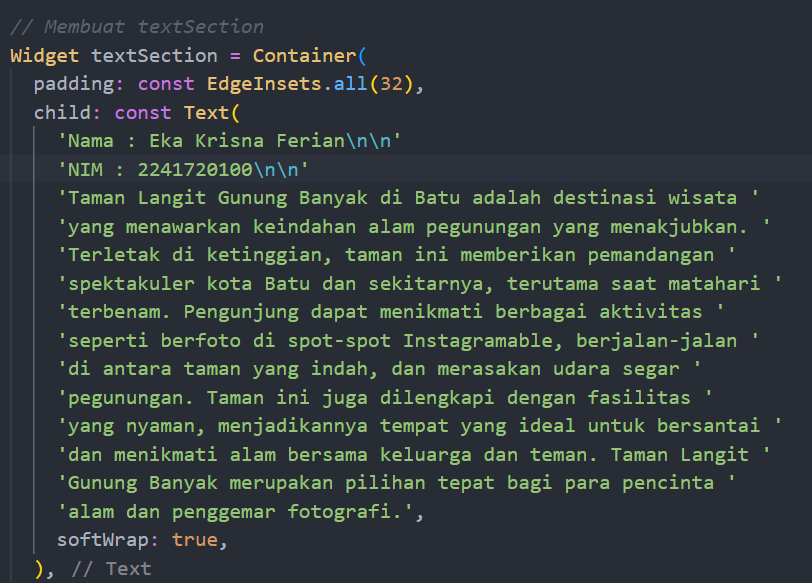 // Membuat textSection
Widget textSection = Container(
  padding: const EdgeInsets.all(32),
  child: const Text(
    'Nama : Eka Krisna Ferian\n\n'
    'NIM : 2241720100\n\n'
    'Taman Langit Gunung Banyak di Batu adalah destinasi wisata '
    'yang menawarkan keindahan alam pegunungan yang menakjubkan. '
    'Terletak di ketinggian, taman ini memberikan pemandangan '
    'spektakuler kota Batu dan sekitarnya, terutama saat matahari '
    'terbenam. Pengunjung dapat menikmati berbagai aktivitas '
    'seperti berfoto di spot-spot Instagramable, berjalan-jalan '
    'di antara taman yang indah, dan merasakan udara segar '
    'pegunungan. Taman ini juga dilengkapi dengan fasilitas '
    'yang nyaman, menjadikannya tempat yang ideal untuk bersantai '
    'dan menikmati alam bersama keluarga dan teman. Taman Langit '
    'Gunung Banyak merupakan pilihan tepat bagi para pencinta '
    'alam dan penggemar fotografi.',
    softWrap: true,
  ), // Text